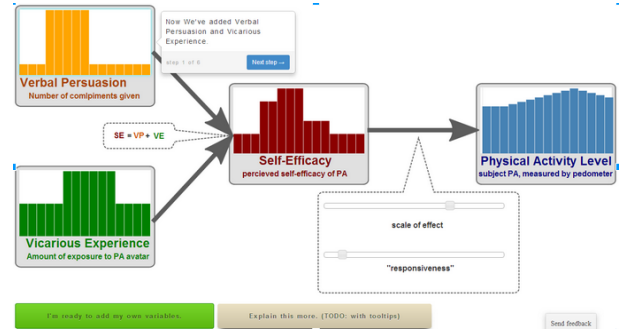 Now We've added Verbal
Persuasion and Vicarious
Experience.
step 1 of 6
Next step →
Verbal Persuasion
Number of comlpiments given
SE = VP + VE
Self-Efficacy
percieved self-efficacy of PA
Physical Activity Level
subject PA, measured by pedometer
Vicarious Experience
Amount of exposure to PA avatar
scale of effect
"responsiveness"
I'm ready to add my own variables.
Explain this more. (TODO: with tooltips)
Send feedback